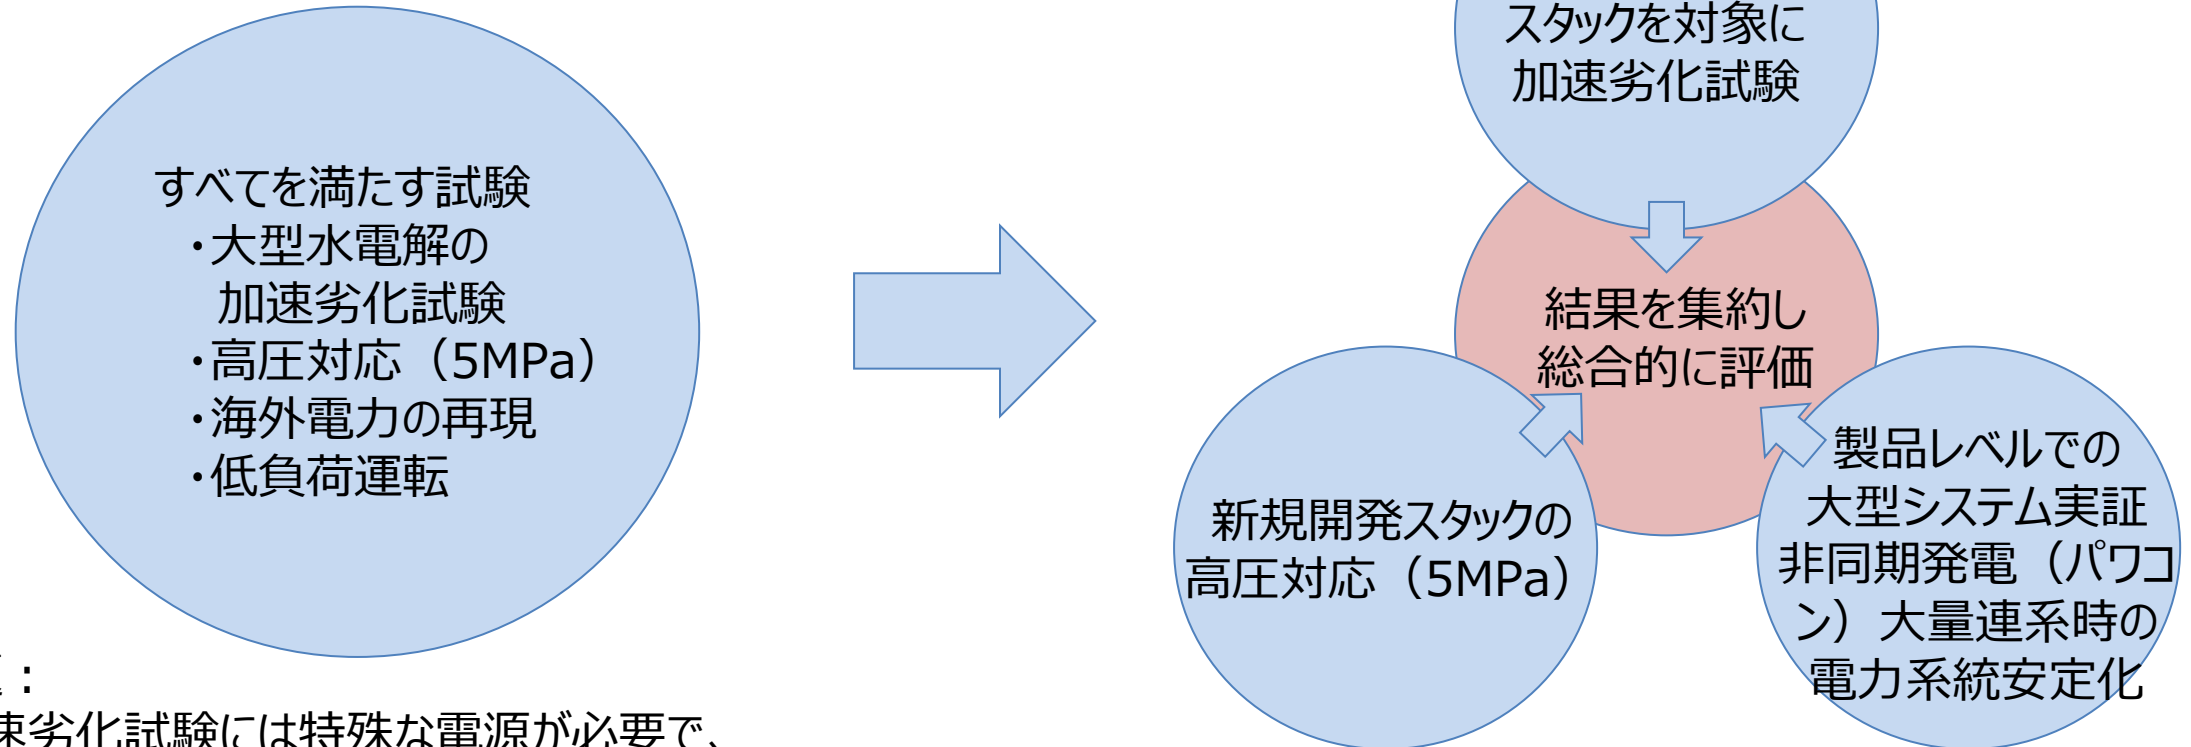 すべてを満たす試験
・大型水電解の
加速劣化試験
・高圧対応（5MPa）
・海外電力の再現
・低負荷運転
：
速劣化試験には特殊な電源が必要で、
スタックを対象に
加速劣化試験
結果を集約し
総合的に評価
新規開発スタックの
高圧対応（5MPa）
製品レベルでの
大型システム実証
非同期発電（パワコ
ン）大量連系時の
電力系統安定化